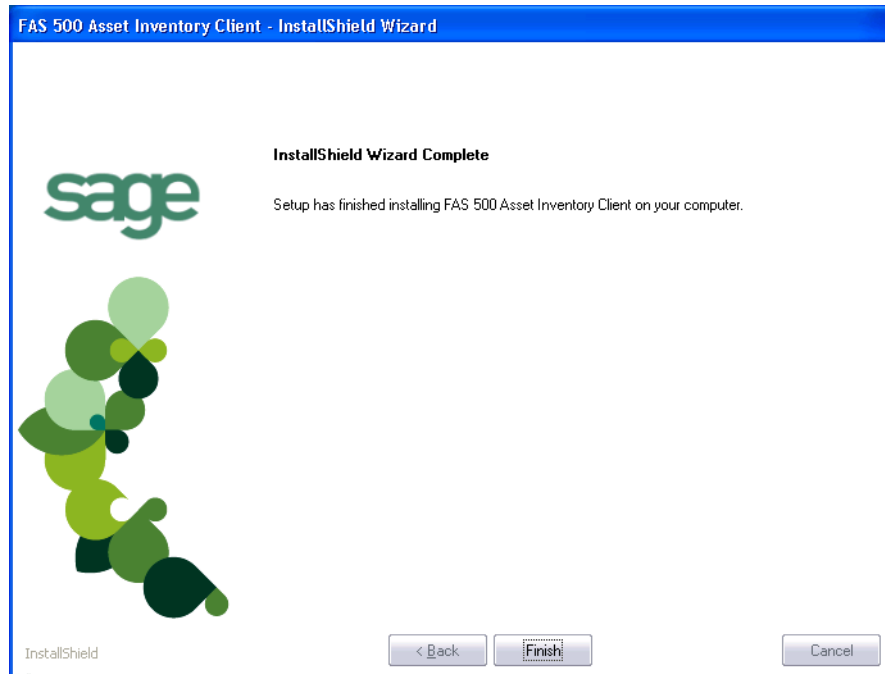 FAS 500 Asset Inventory Client - InstallShield Wizard
InstallShield Wizard Complete
sage
Setup has finished installing FAS 500 Asset Inventory Client on your computer.
InstallShield
< Back
Finish
Cancel